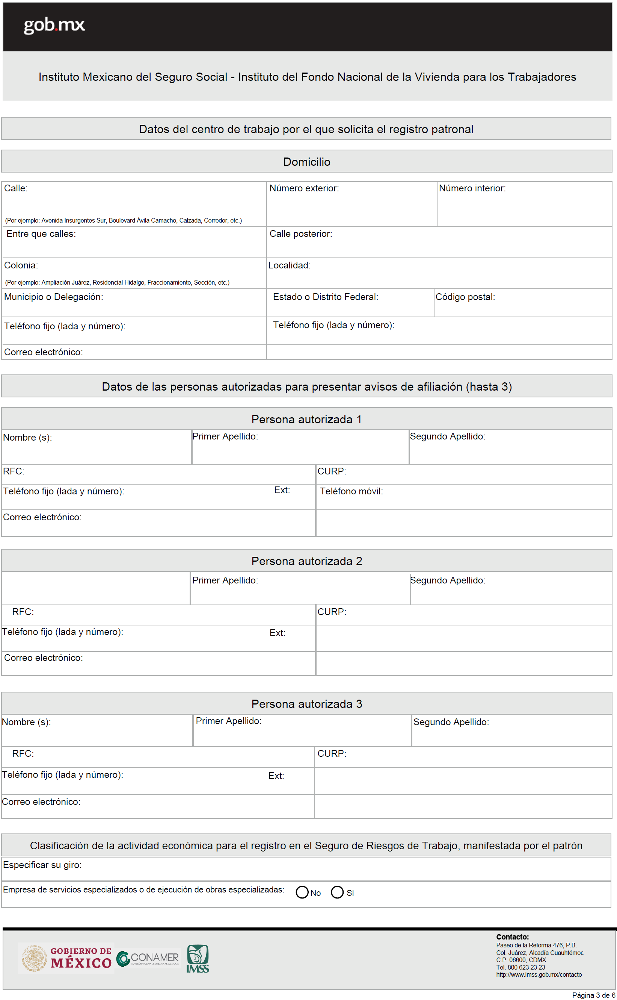 gob.mx
Instituto Mexicano del Seguro Social - Instituto del Fondo Nacional de la Vivienda para los Trabajadores
Datos del centro de trabajo por el que solicita el registro patronal
Domicilio
Calle: Número exterior: Número interior:
(Por ejemplo: Avenida Insurgentes Sur, Boulevard Ávila Camacho, Calzada, Corredor, etc.)
Entre que calles: Calle posterior:
Colonia: Localidad:
(Por ejemplo: Ampliación Juárez, Residencial Hidalgo, Fraccionamiento, Sección, etc.)
Municipio o Delegación: Estado o Distrito Federal: Código postal:
Teléfono fijo (lada y número): Teléfono fijo (lada y número):
Correo electrónico:
Datos de las personas autorizadas para presentar avisos de afiliación (hasta 3)
Persona autorizada 1
Nombre (s): Primer Apellido: Segundo Apellido:
RFC: CURP:
Teléfono fijo (lada y número): Ext: Teléfono móvil:
Correo electrónico:
Persona autorizada 2
Primer Apellido: Segundo Apellido:
RFC: CURP:
Teléfono fijo (lada y número): Ext:
Correo electrónico:
Persona autorizada 3
Nombre (s): Primer Apellido: Segundo Apellido:
RFC: CURP:
Teléfono fijo (lada y número): Ext:
Correo electrónico:
Clasificación de la actividad económica para el registro en el Seguro de Riesgos de Trabajo, manifestada por el patrón
Especificar su giro:
Empresa de servicios especializados o de ejecución de obras especializadas: No Si
GOBIERNO DE
MÉXICO
CONAMER
IMSS
Contacto:
Paseo de la Reforma 476, P.B.
Col. Juárez, Alcadía Cuauhtémoc
C.P. 06600, CDMX
Tel. 800 623 23 23
http://www.imss.gob.mx/contacto
Página 3 de 6